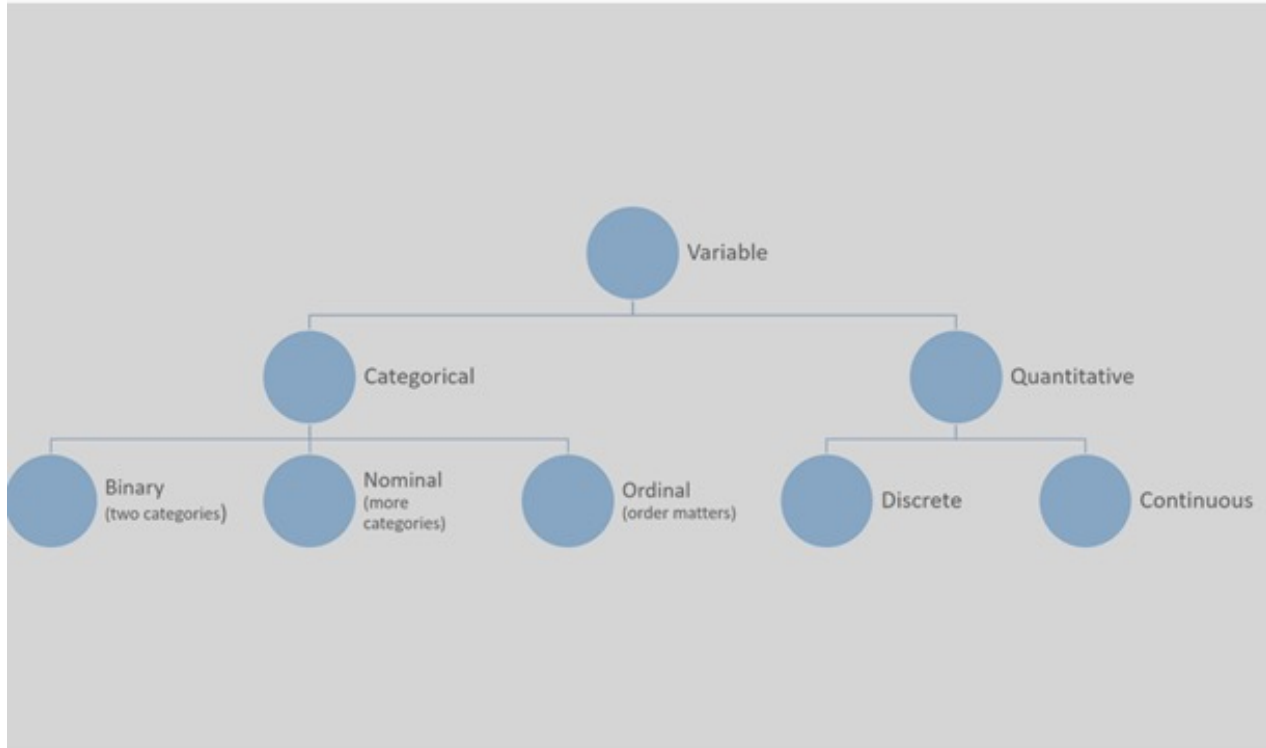 Variable
Categorical
Quantitative
Binary
(two categories)
Nominal
(more
categories)
Ordinal
(order matters)
Discrete
Continuous